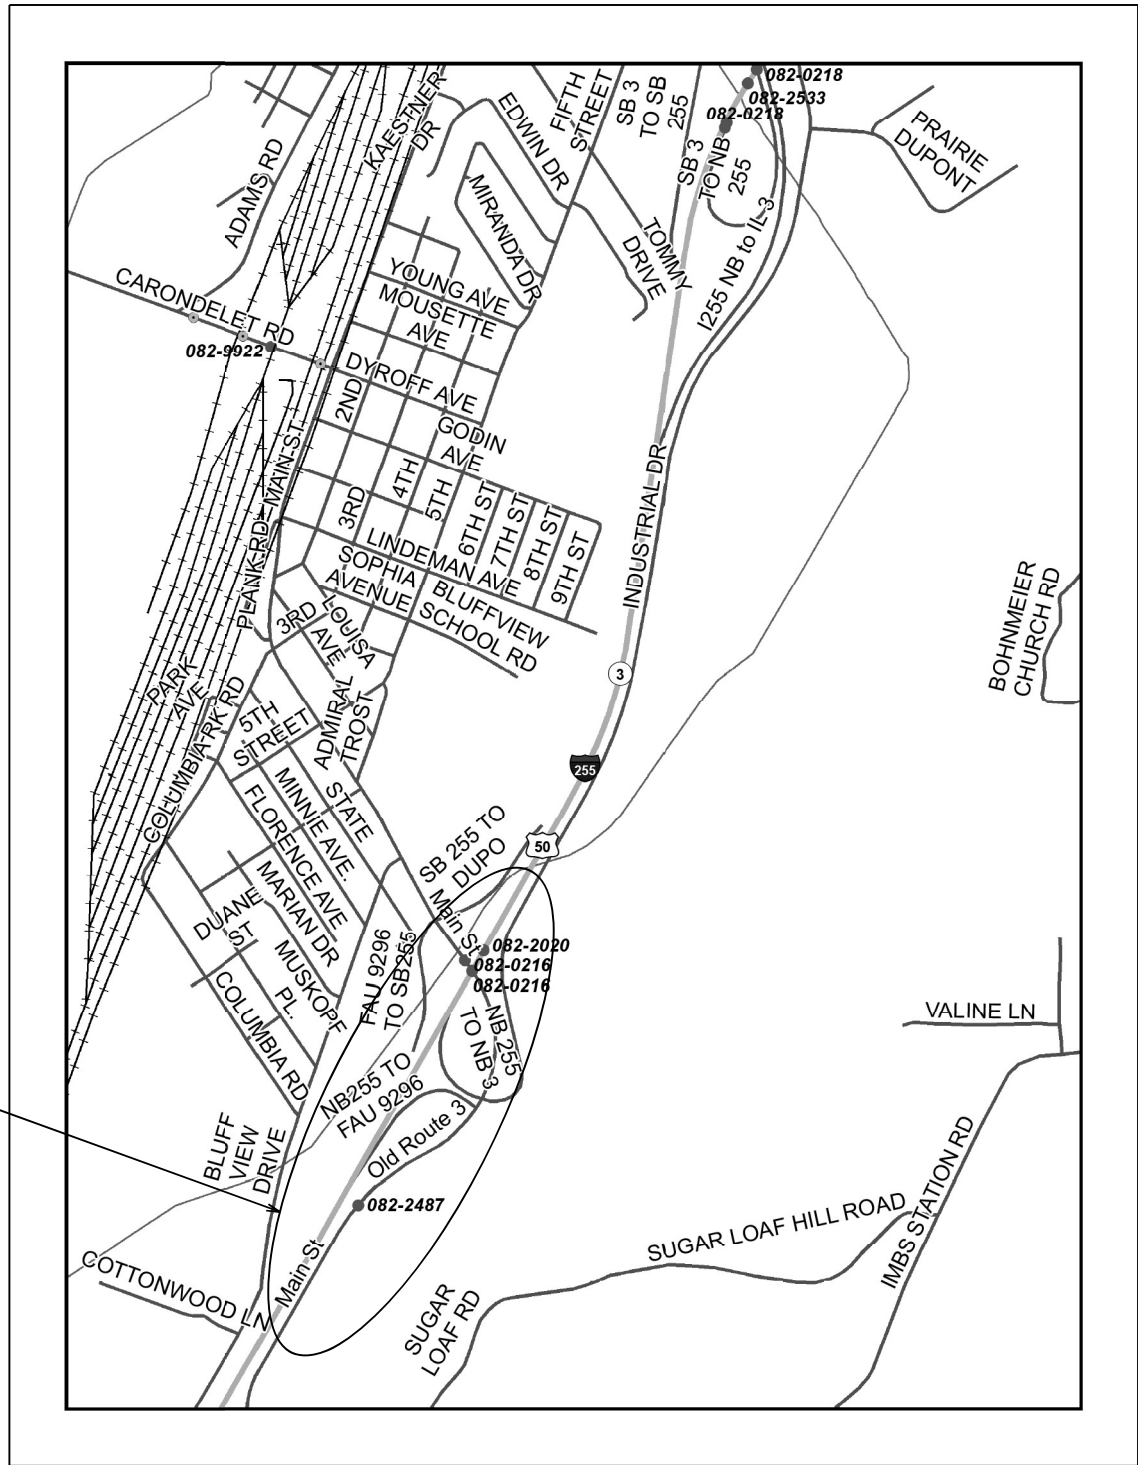 082-0218
082-2533
082-0218
KAESTNER
DR
FIFTH
STREET
SB 3
TO SB
255
EDWIN DR
PRAIRIE
DUPONT
ADAMS RD
SB 3
TO NB
255
MIRANDA DR
TOMMY
DRIVE
I255 NB to IL 3
CARONDELET RD
YOUNG AVE
MOUSETTE
AVE
082-9922
DYROFF AVE
2ND
GODIN
AVE
MAIN ST
PLANK RD
3RD
4TH
5TH
6TH ST
7TH ST
8TH ST
9TH ST
INDUSTRIAL DR
LINDEMAN AVE
SOPHIA
AVENUE
BLUFFVIEW
SCHOOL RD
BOHNMEIER
CHURCH RD
3RD
AVE
LOUISA
3
PARK
AVE
COLUMBIA RK RD
5TH
STREET
ADMIRAL
TROST
255
STATE
MINNIE AVE.
FLORENCE AVE
SB 255 TO
DUPO
50
MARIAN DR
DUANE
ST
Main St
082-2020
082-0216
082-0216
MUSKOPF
PL.
FAU 9296
TO SB255
COLUMBIA RD
NB 255
TO NB 3
VALINE LN
NB255 TO
FAU 9296
Old Route 3
BLUFF
VIEW
DRIVE
082-2487
SUGAR LOAF HILL ROAD
IMBS STATION RD
COTTONWOOD LN
Main St
SUGAR
LOAF RD